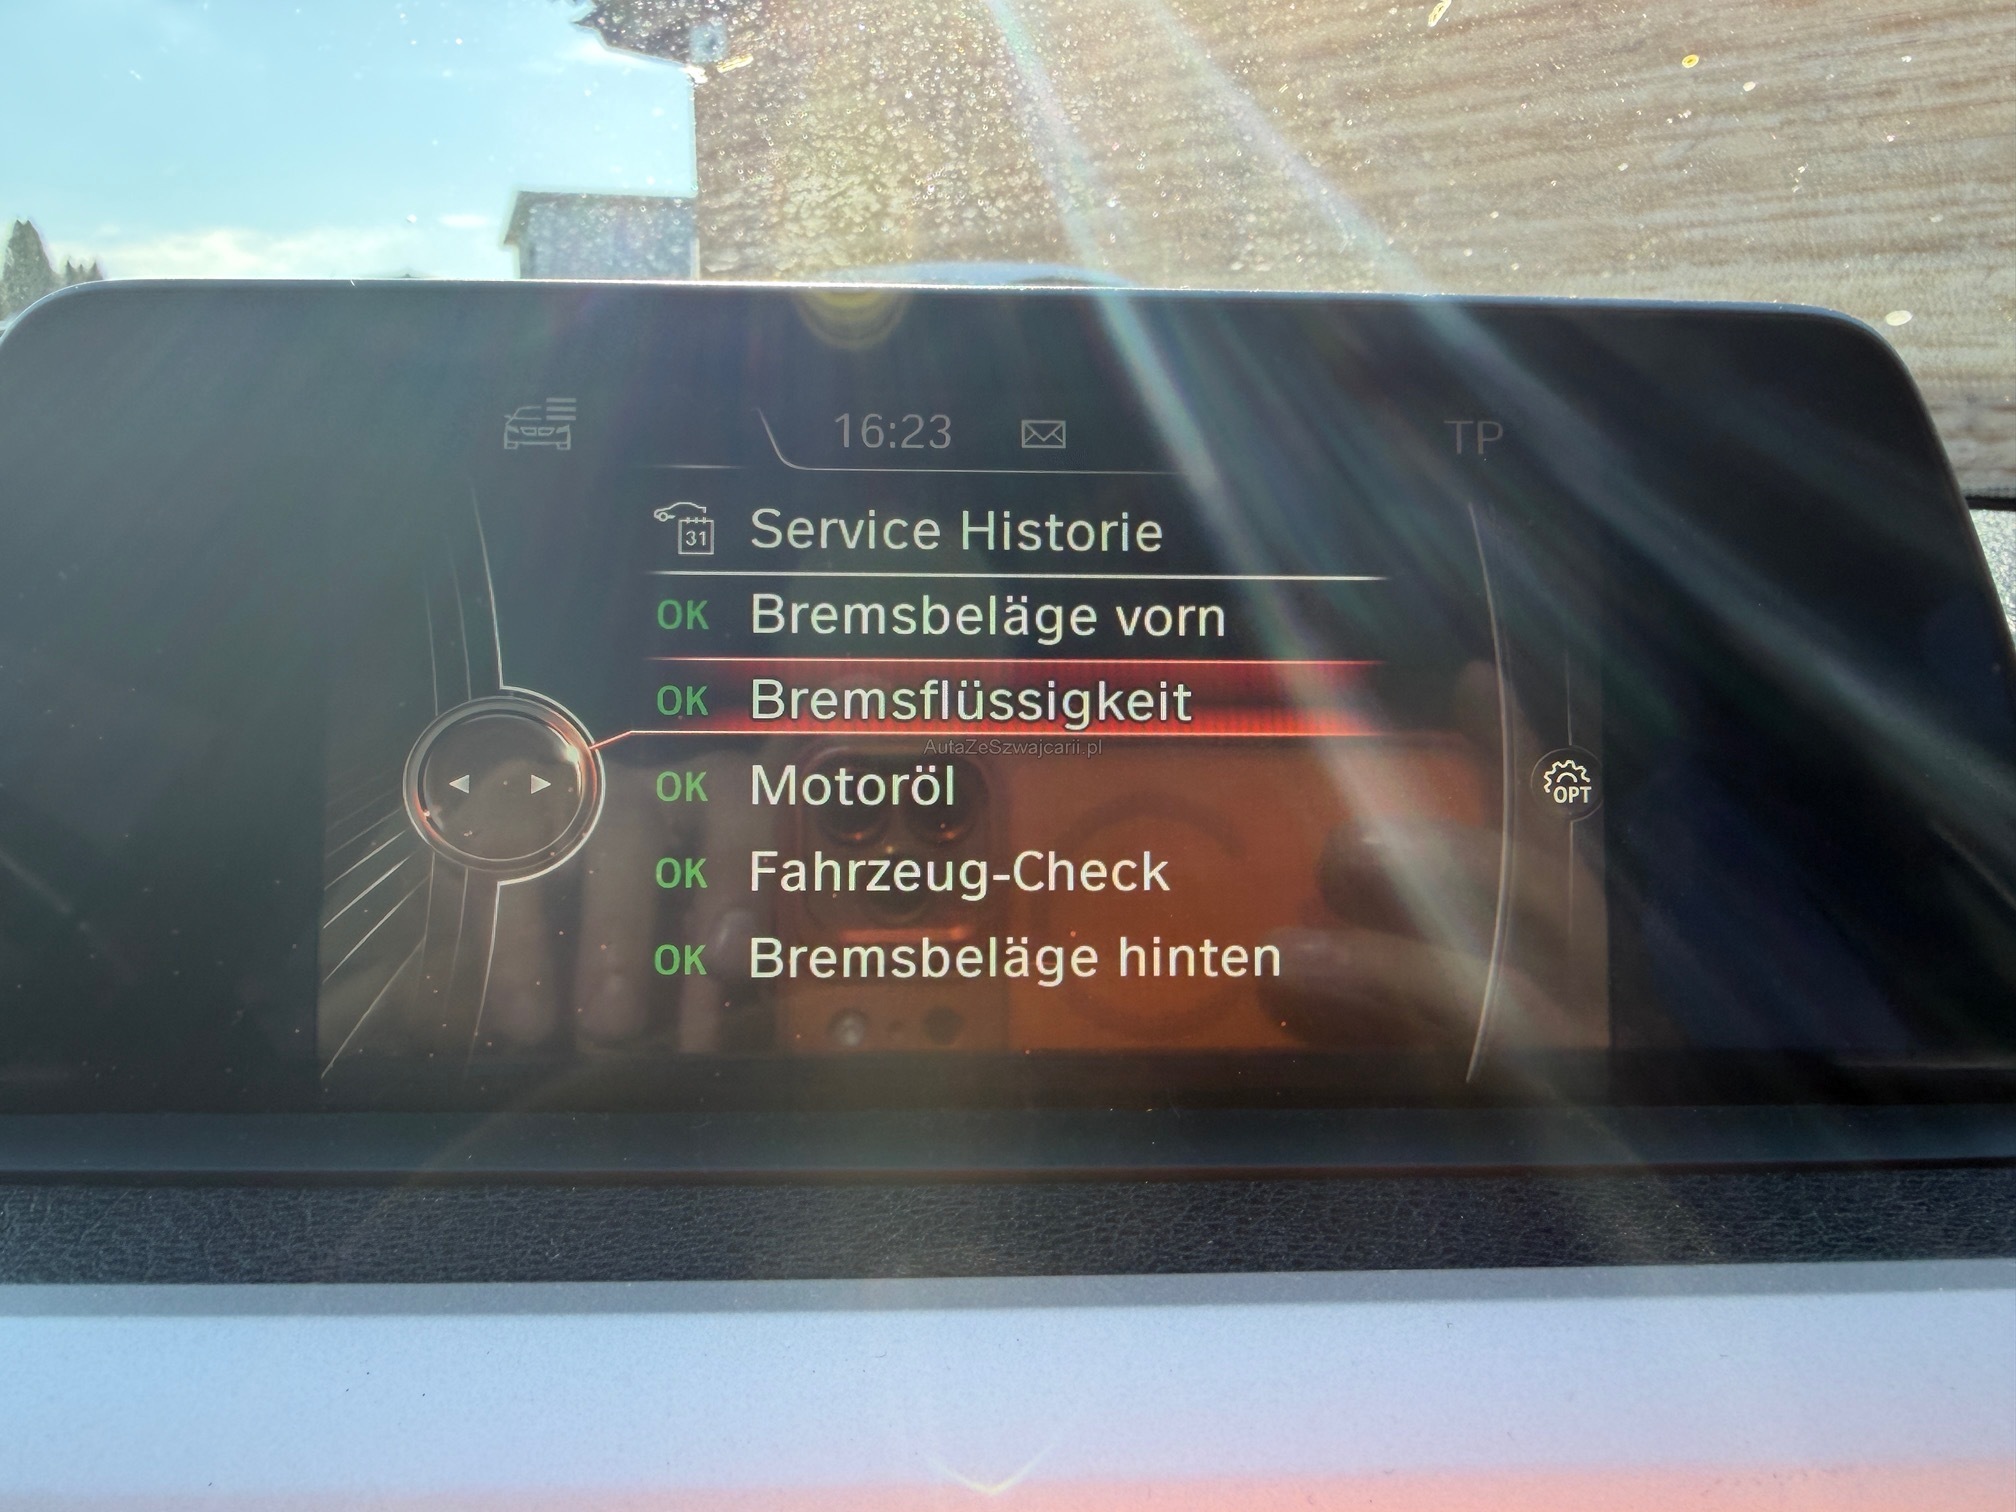 16:23
TP
31 Service Historie
OK Bremsbeläge vorn
OK Bremsflüssigkeit
AutaZeSzwajcarii.pl
OK Motoröl
OPT
OK Fahrzeug-Check
OK Bremsbeläge hinten